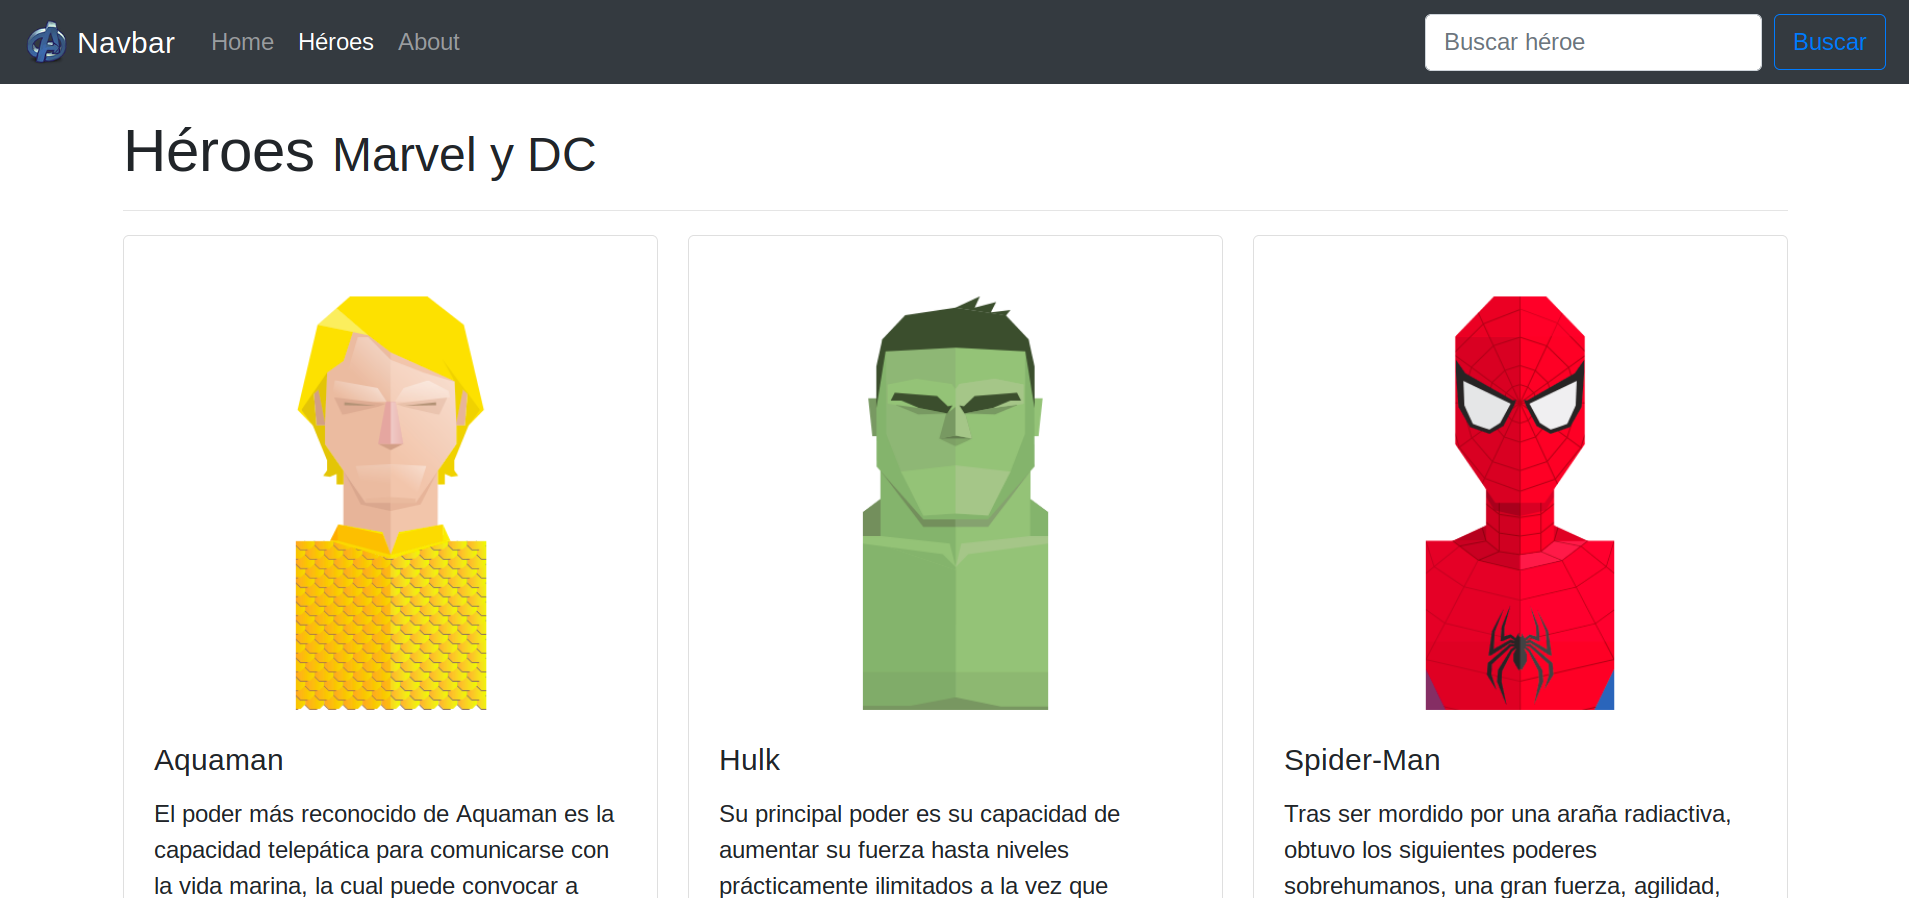 Navbar Home Héroes About Buscar héroe Buscar
Héroes Marvel y DC
Aquaman
El poder más reconocido de Aquaman es la
capacidad telepática para comunicarse con
la vida marina, la cual puede convocar a
Hulk
Su principal poder es su capacidad de
aumentar su fuerza hasta niveles
prácticamente ilimitados a la vez que
Spider-Man
Tras ser mordido por una araña radiactiva,
obtuvo los siguientes poderes
sobrehumanos, una gran fuerza, agilidad,